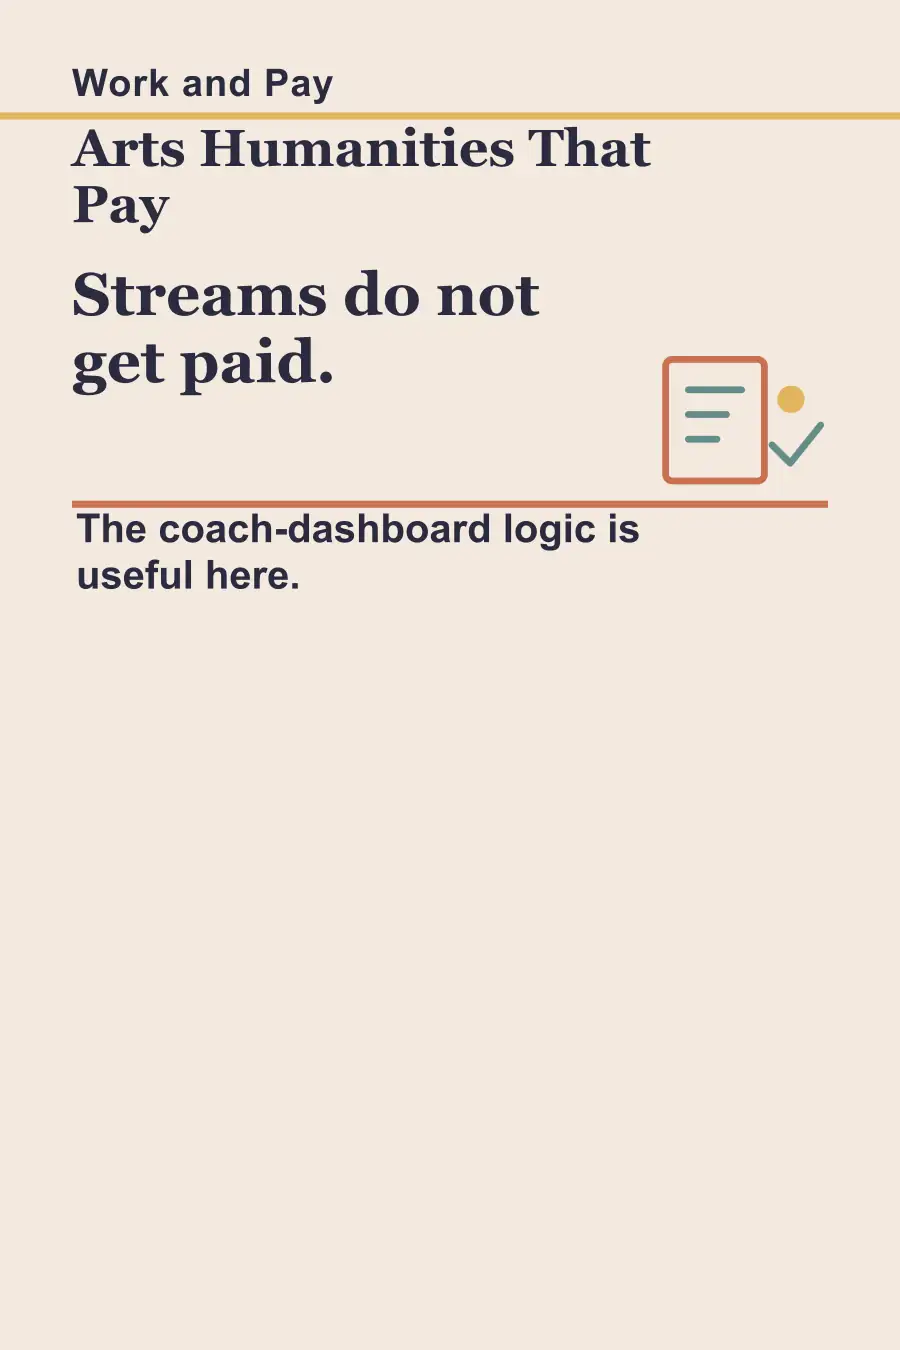 Work and Pay
Arts Humanities That
Pay
Streams do not
get paid.
The coach-dashboard logic is
useful here.